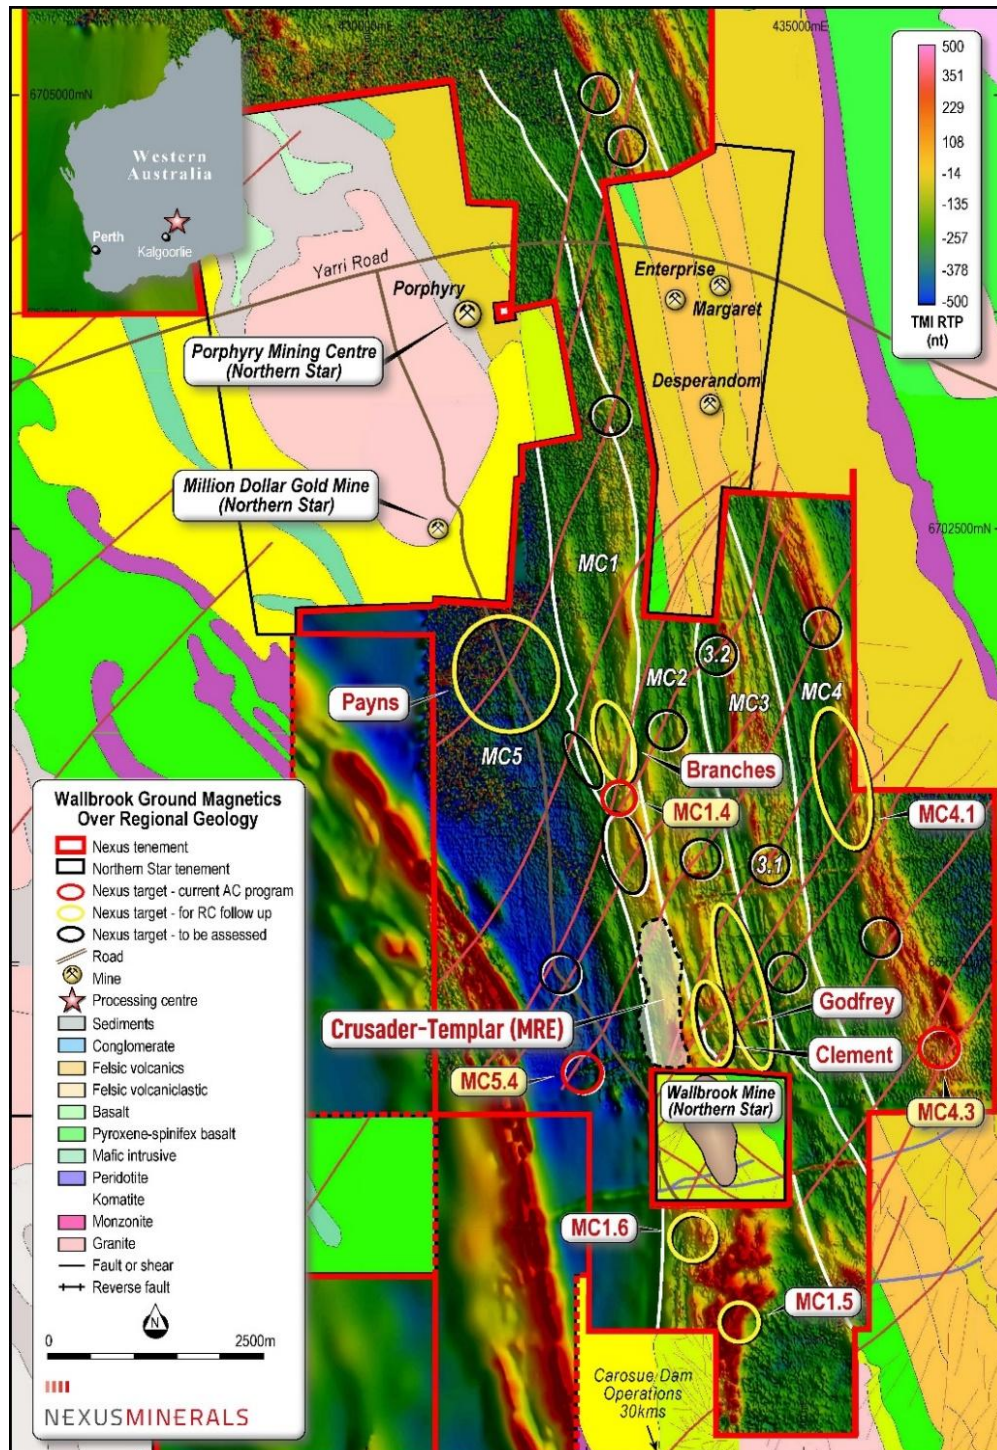 435000mE
6705000mN
Western
Australia
Perth
Kalgoorlie
500
351
229
108
-14
-135
-257
-378
-500
TMI RTP
(nt)
Yarri Road
Porphyry
Enterprise
Margaret
Porphyry Mining Centre
(Northern Star)
Desperandom
Million Dollar Gold Mine
(Northern Star)
6702500mN
MC1
3.2
MC2
MC3
MC4
Payns
MC5
Branches
MC1.4
MC4.1
3.1
Godfrey
Crusader-Templar (MRE)
Clement
MC5.4
Wallbrook Mine
(Northern Star)
MC4.3
MC1.6
MC1.5
Carosue Dam
Operations
30kms
Wallbrook Ground Magnetics
Over Regional Geology
Nexus tenement
Northern Star tenement
Nexus target - current AC program
Nexus target - for RC follow up
Nexus target - to be assessed
Road
Mine
Processing centre
Sediments
Conglomerate
Felsic volcanics
Felsic volcaniclastic
Basalt
Pyroxene-spinifex basalt
Mafic intrusive
Peridotite
Komatite
Monzonite
Granite
Fault or shear
Reverse fault
N
0 2500m
NEXUSMINERALS